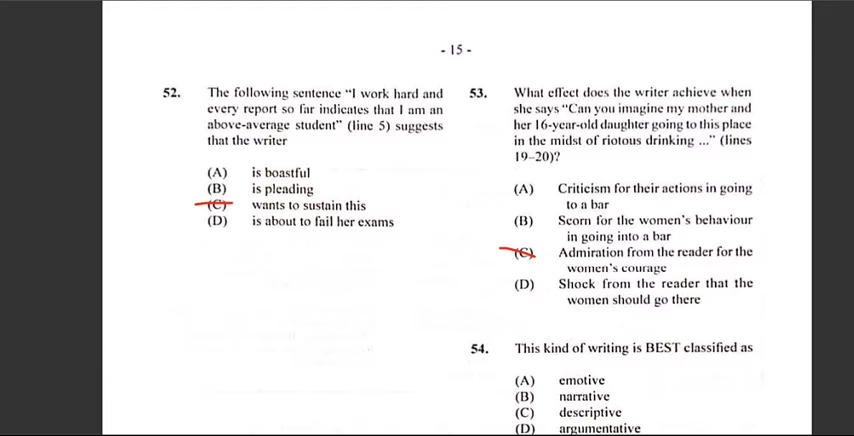 - 15 -
52. The following sentence "I work hard and
every report so far indicates that I am an
above-average student" (line 5) suggests
that the writer
(A) is boastful
(B) is pleading
(C) wants to sustain this
(D) is about to fail her exams
53. What effect does the writer achieve when
she says "Can you imagine my mother and
her 16-year-old daughter going to this place
in the midst of riotous drinking ..." (lines
19–20)?
(A) Criticism for their actions in going
to a bar
(B) Scorn for the women's behaviour
in going into a bar
(C) Admiration from the reader for the
women's courage
(D) Shock from the reader that the
women should go there
54. This kind of writing is BEST classified as
(A) emotive
(B) narrative
(C) descriptive
(D) argumentative